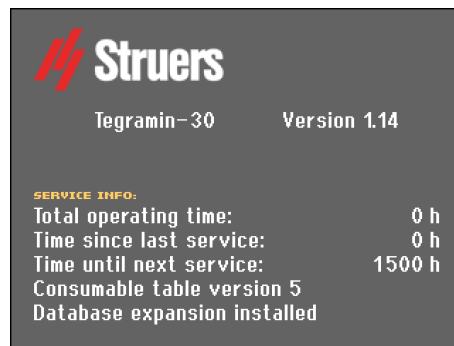 Struers
Tegramin-30 Version 1.14
SERVICE INFO:
Total operating time: 0 h
Time since last service: 0 h
Time until next service: 1500 h
Consumable table version 5
Database expansion installed